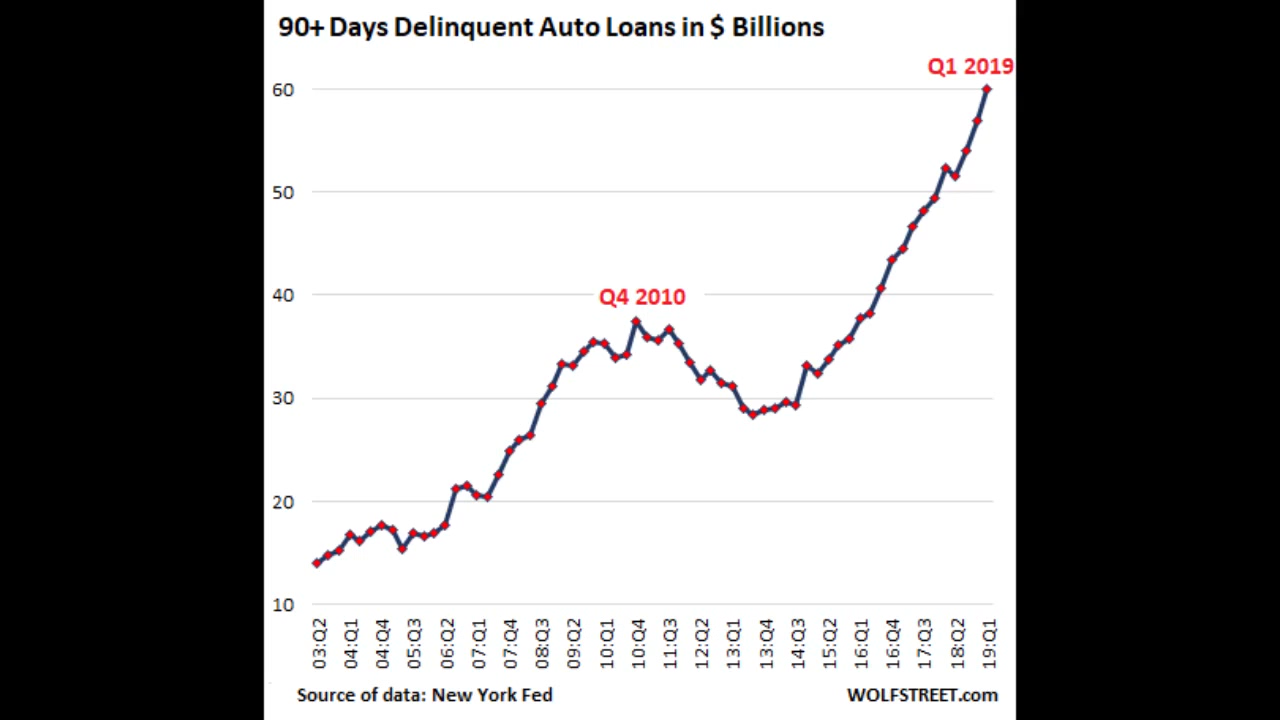 90+ Days Delinquent Auto Loans in $ Billions
Q1 2019
60
50
40
Q4 2010
30
20
10
03:Q2 04:Q1 04:Q4 05:Q3 06:Q2 07:Q1 07:Q4 08:Q3 09:Q2 10:Q1 10:Q4 11:Q3 12:Q2 13:Q1 13:Q4 14:Q3 15:Q2 16:Q1 16:Q4 17:Q3 18:Q2 19:Q1
Source of data: New York Fed WOLFSTREET.com